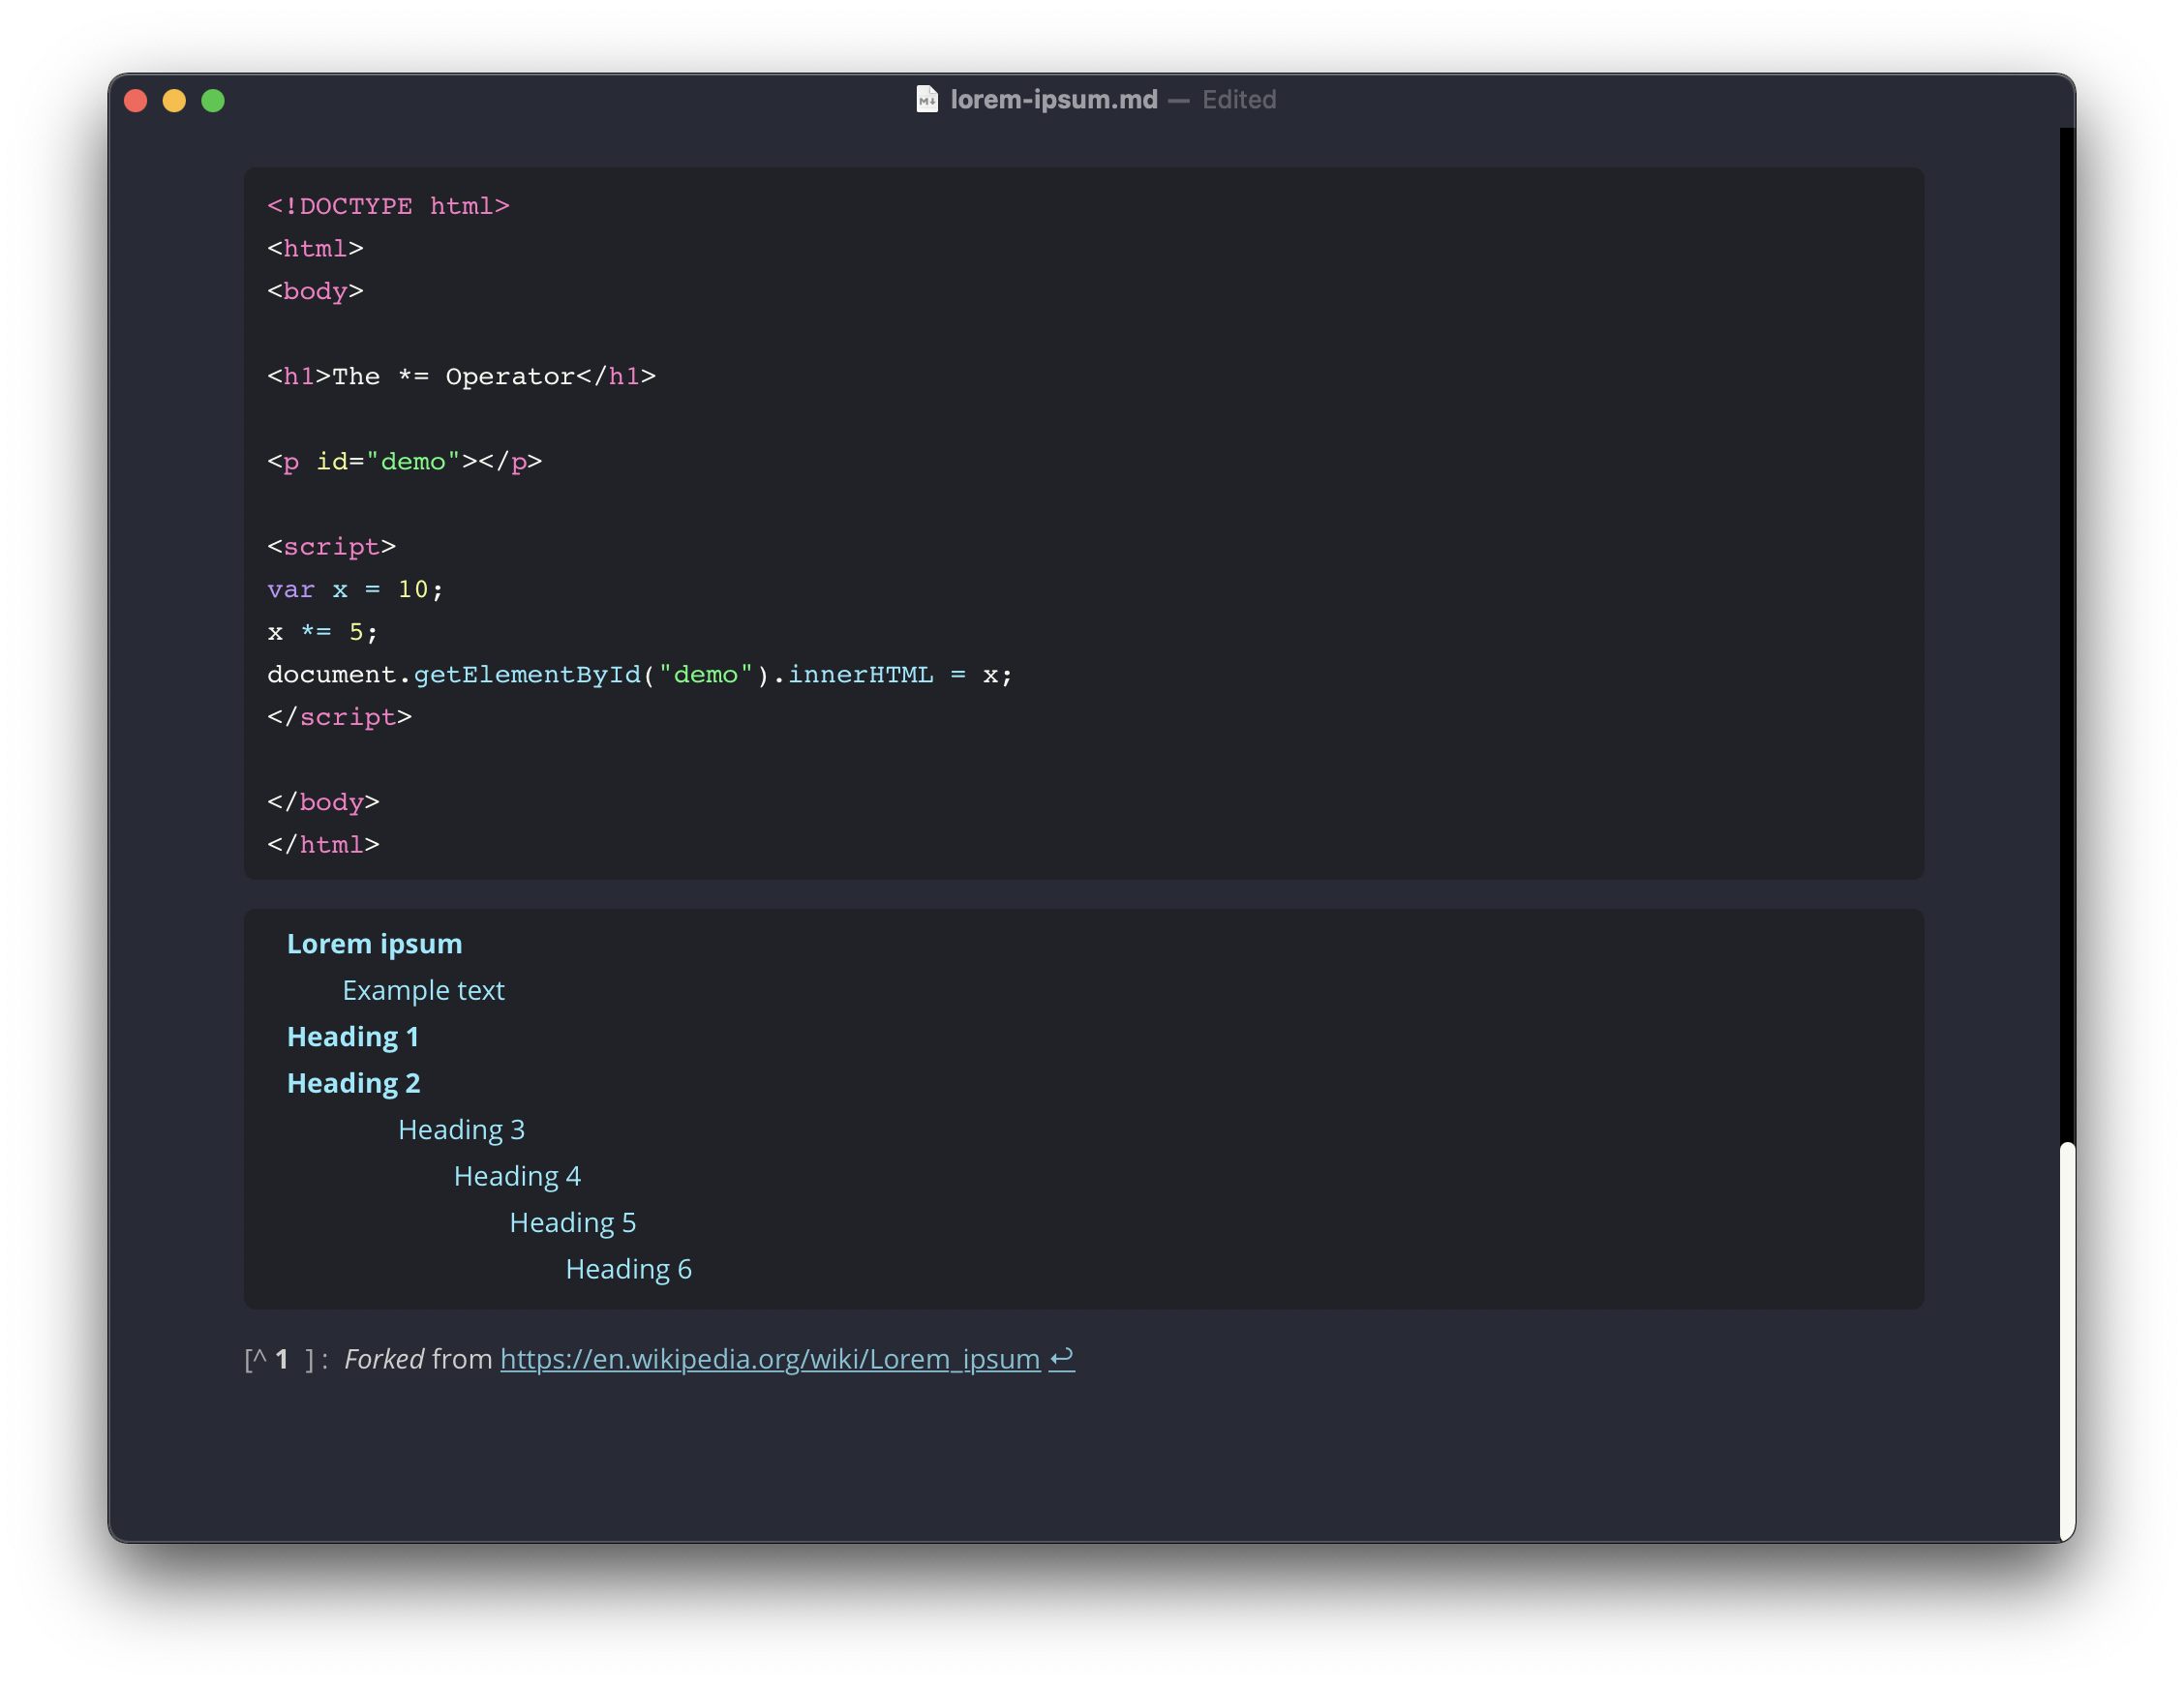 lorem-ipsum.md — Edited
<!DOCTYPE html>
<html>
<body>
<h1>The *= Operator</h1>
<p id="demo"></p>
<script>
var x = 10;
x *= 5;
document.getElementById("demo").innerHTML = x;
</script>
</body>
</html>
Lorem ipsum
Example text
Heading 1
Heading 2
Heading 3
Heading 4
Heading 5
Heading 6
[^ 1 ] : Forked from https://en.wikipedia.org/wiki/Lorem_ipsum ↩